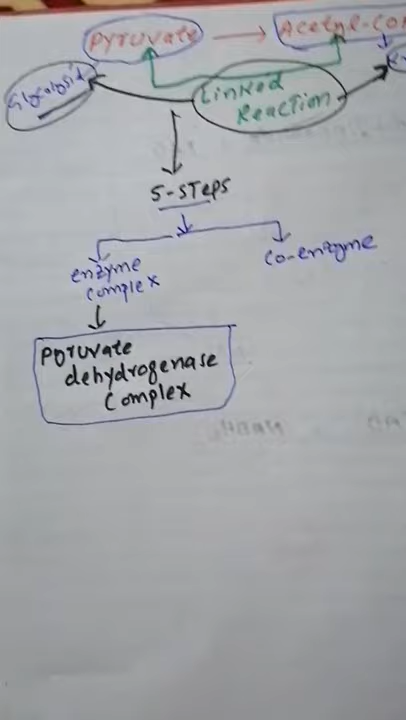 Pyruvate → Acetyl-Co
Glycolysis
Linked
Reaction
5-STEPS
enzyme
complex
Co-enzyme
Pyruvate
dehydrogenase
Complex